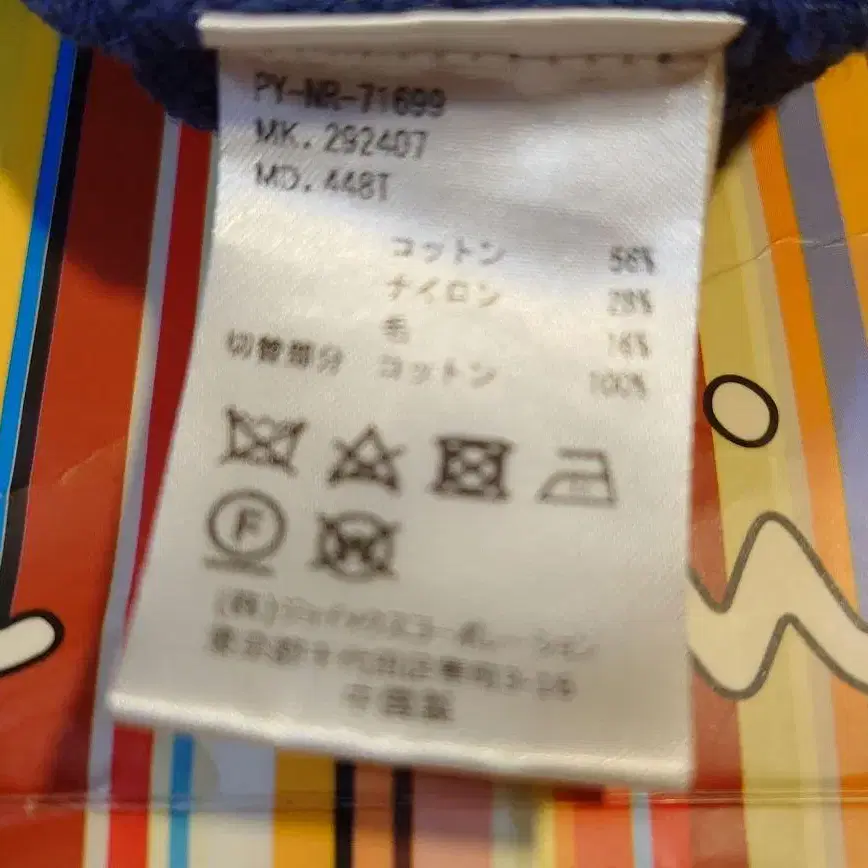 PY-NR-71699
MK.292407
MD.448T
コットン 56%
ナイロン 28%
毛 16%
切替部分 コットン 100%
F
W
中国製